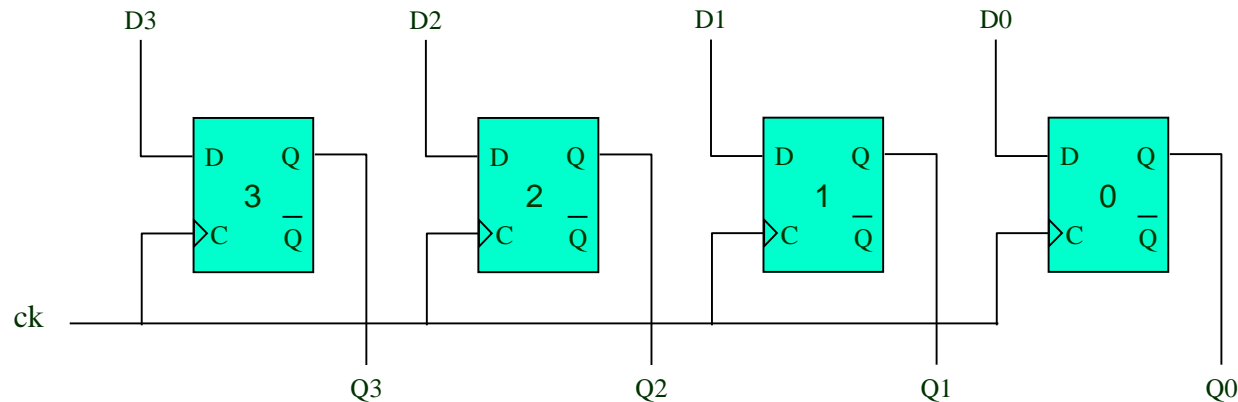 D3 D2 D1 D0
D Q D Q D Q D Q
3 2 1 0
C Q̅ C Q̅ C Q̅ C Q̅
ck
Q3 Q2 Q1 Q0